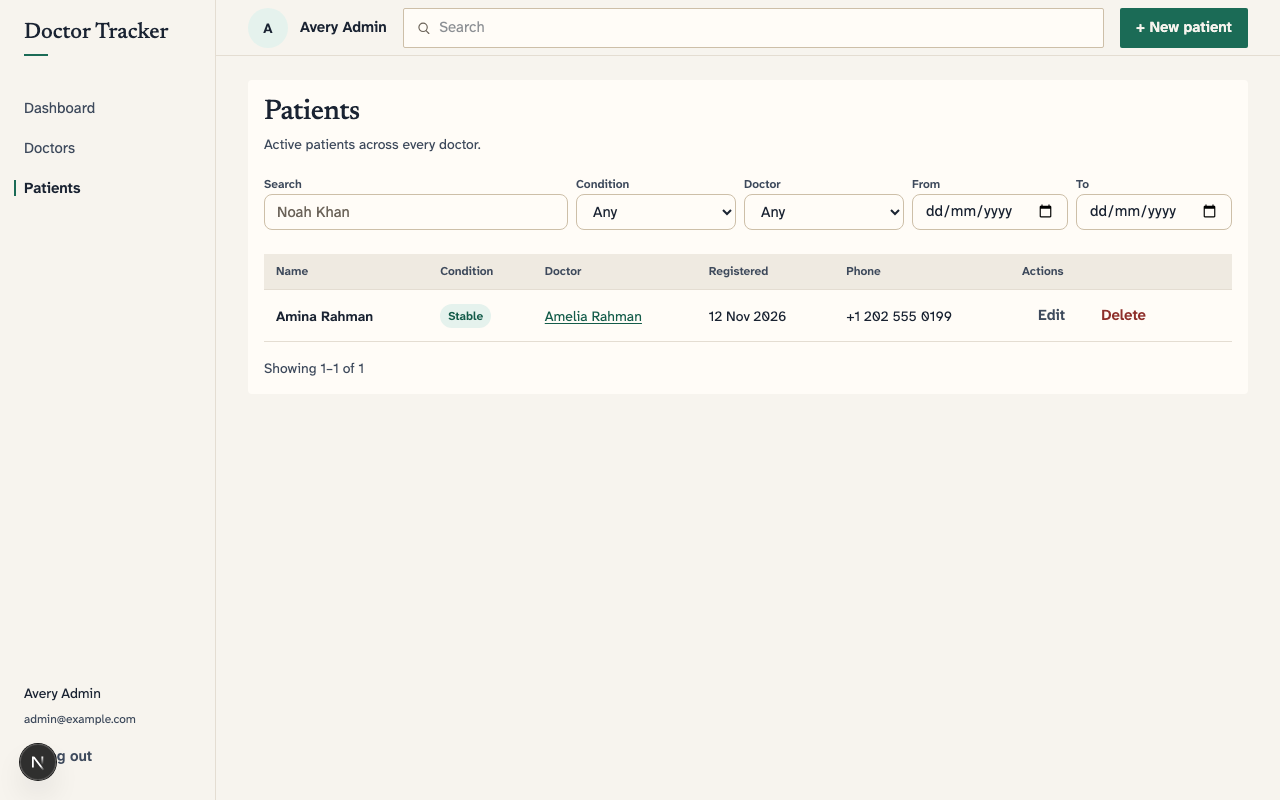 Doctor Tracker
Dashboard
Doctors
Patients
Avery Admin
admin@example.com
g out
N
A
Avery Admin
Search
+ New patient
Patients
Active patients across every doctor.
Search Condition Doctor From To
Noah Khan Any Any dd/mm/yyyy dd/mm/yyyy
Name Condition Doctor Registered Phone Actions
Amina Rahman Stable Amelia Rahman 12 Nov 2026 +1 202 555 0199 Edit Delete
Showing 1–1 of 1